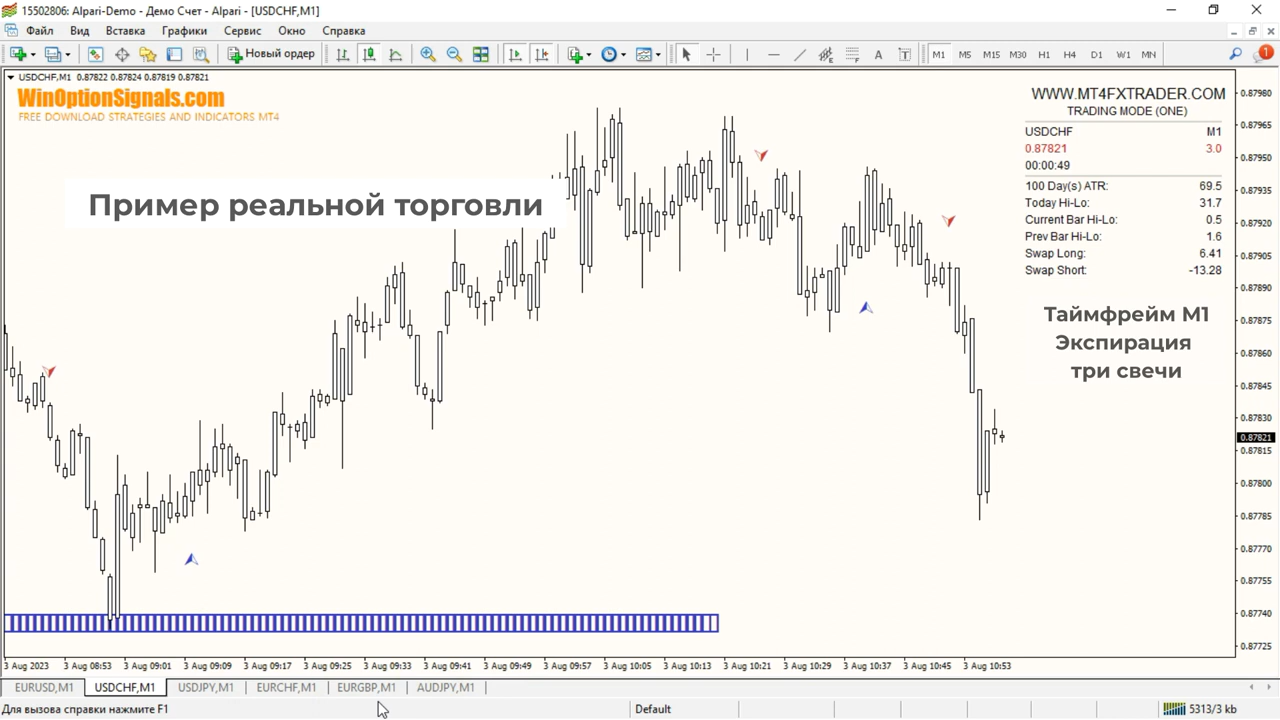 15502806: Alpari-Demo - Демо Счет - Alpari - [USDCHF,M1]
Файл Вид Вставка Графики Сервис Окно Справка
Новый ордер M1 M5 M15 M30 H1 H4 D1 W1 MN 1
USDCHF,M1 0.87822 0.87824 0.87819 0.87821
WinOptionSignals.com
FREE DOWNLOAD STRATEGIES AND INDICATORS MT4
Пример реальной торговли
WWW.MT4FXTRADER.COM
TRADING MODE (ONE)
USDCHF M1
0.87821 3.0
00:00:49
100 Day(s) ATR: 69.5
Today Hi-Lo: 31.7
Current Bar Hi-Lo: 0.5
Prev Bar Hi-Lo: 1.6
Swap Long: 6.41
Swap Short: -13.28
Таймфрейм М1
Экспирация
три свечи
0.87980
0.87965
0.87950
0.87935
0.87920
0.87905
0.87890
0.87875
0.87860
0.87845
0.87830
0.87821
0.87815
0.87800
0.87785
0.87770
0.87755
0.87740
0.87725
3 Aug 2023 3 Aug 08:53 3 Aug 09:01 3 Aug 09:09 3 Aug 09:17 3 Aug 09:25 3 Aug 09:33 3 Aug 09:41 3 Aug 09:49 3 Aug 09:57 3 Aug 10:05 3 Aug 10:13 3 Aug 10:21 3 Aug 10:29 3 Aug 10:37 3 Aug 10:45 3 Aug 10:53
EURUSD,M1 USDCHF,M1 USDJPY,M1 EURCHF,M1 EURGBP,M1 AUDJPY,M1
Для вызова справки нажмите F1 Default 5313/3 kb